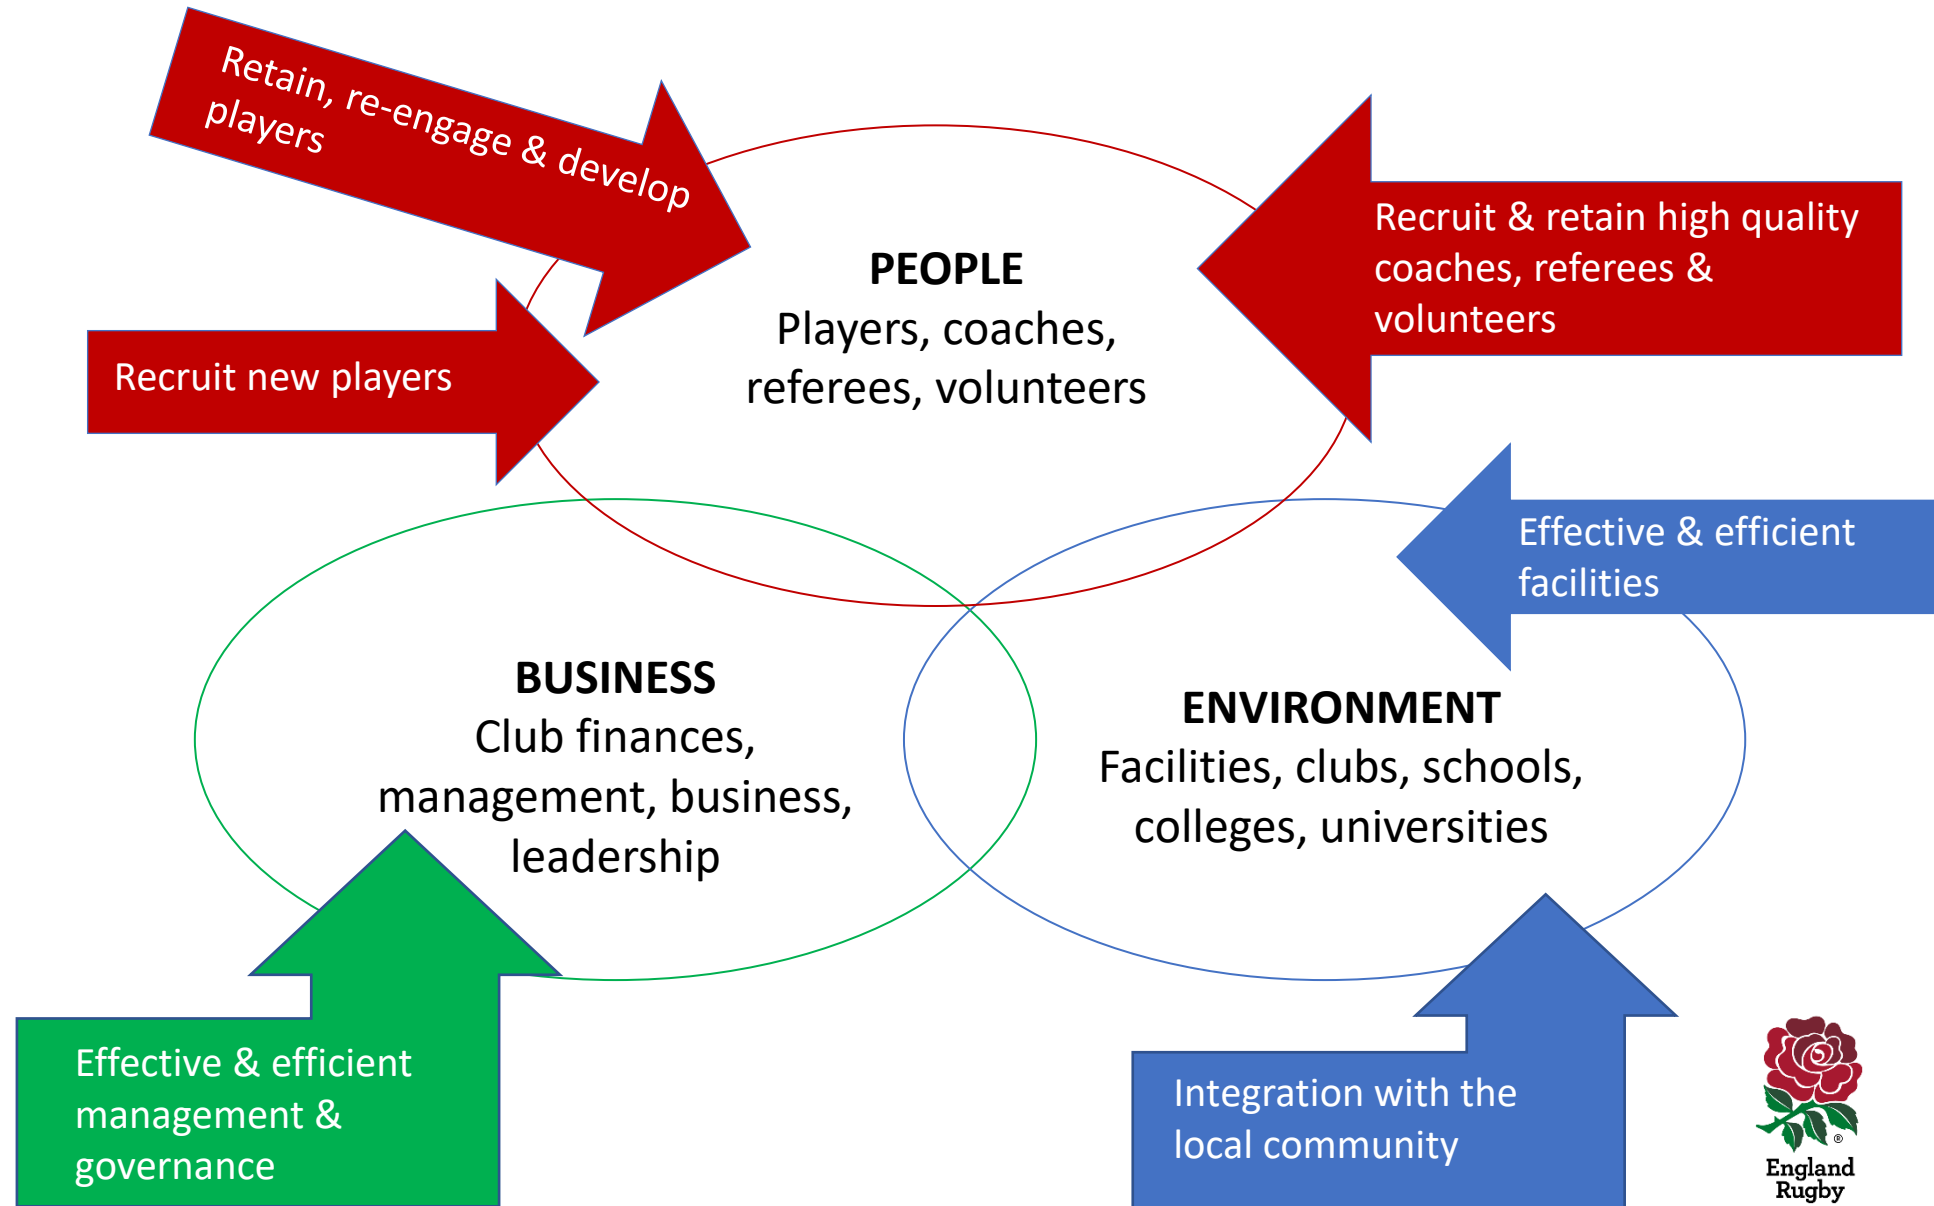 Retain, re-engage & develop
players
PEOPLE
Players, coaches,
referees, volunteers
Recruit & retain high quality
coaches, referees &
volunteers
Recruit new players
Effective & efficient
facilities
BUSINESS
Club finances,
management, business,
leadership
ENVIRONMENT
Facilities, clubs, schools,
colleges, universities
Effective & efficient
management &
governance
Integration with the
local community
®
England
Rugby